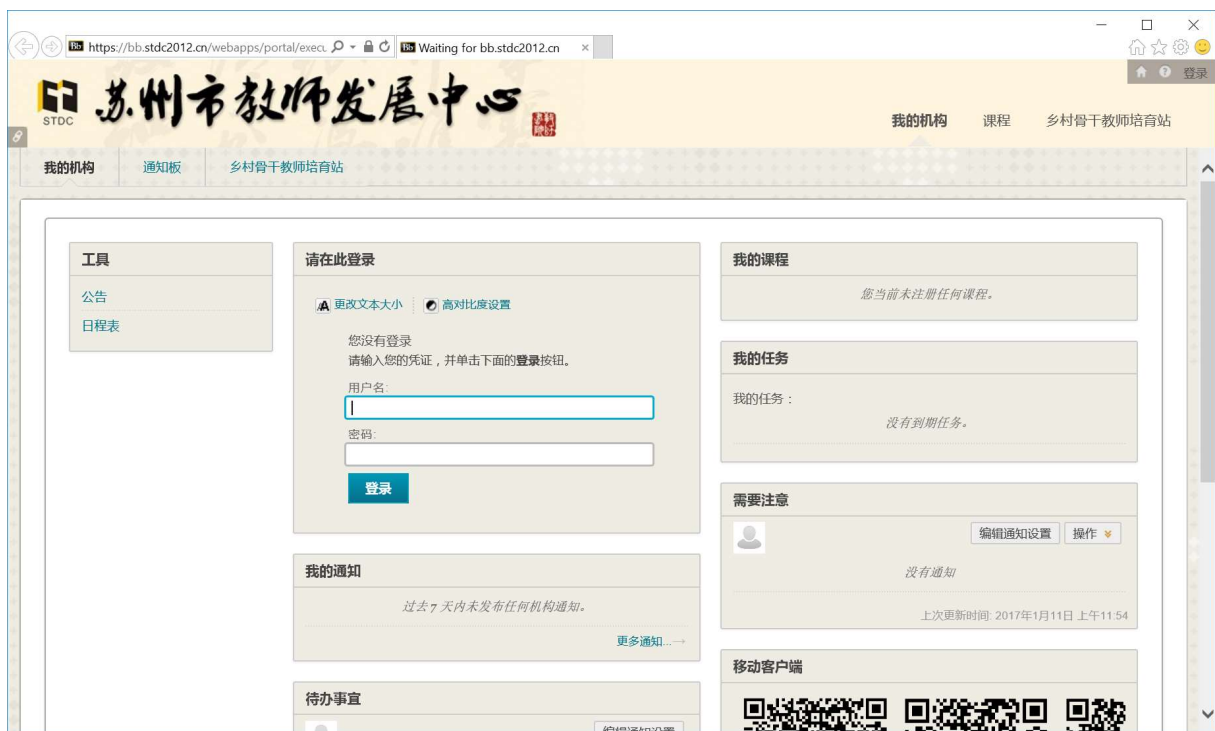 https://bb.stdc2012.cn/webapps/portal/execu
Waiting for bb.stdc2012.cn
登录
STDC
苏州市教师发展中心
我的机构 课程 乡村骨干教师培育站
我的机构 通知板 乡村骨干教师培育站
工具
公告
日程表
请在此登录
更改文本大小 高对比度设置
您没有登录
请输入您的凭证，并单击下面的登录按钮。
用户名:
密码:
登录
我的通知
过去 7 天内未发布任何机构通知。
更多通知...→
待办事宜
编辑通知设置
我的课程
您当前未注册任何课程。
我的任务
我的任务：
没有到期任务。
需要注意
编辑通知设置 操作
没有通知
上次更新时间: 2017年1月11日 上午11:54
移动客户端